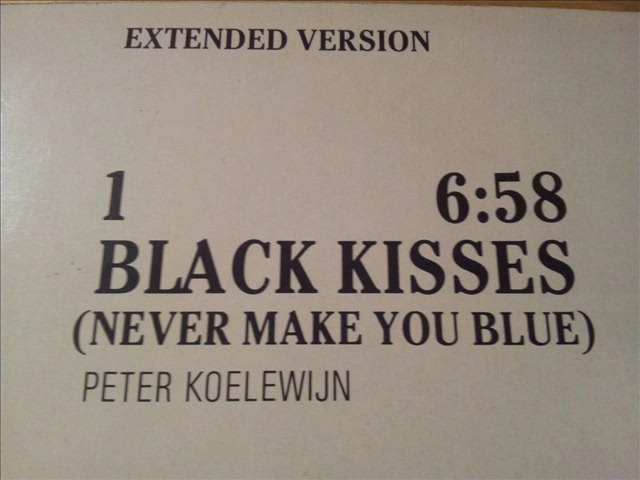 EXTENDED VERSION
1 6:58
BLACK KISSES
(NEVER MAKE YOU BLUE)
PETER KOELEWIJN